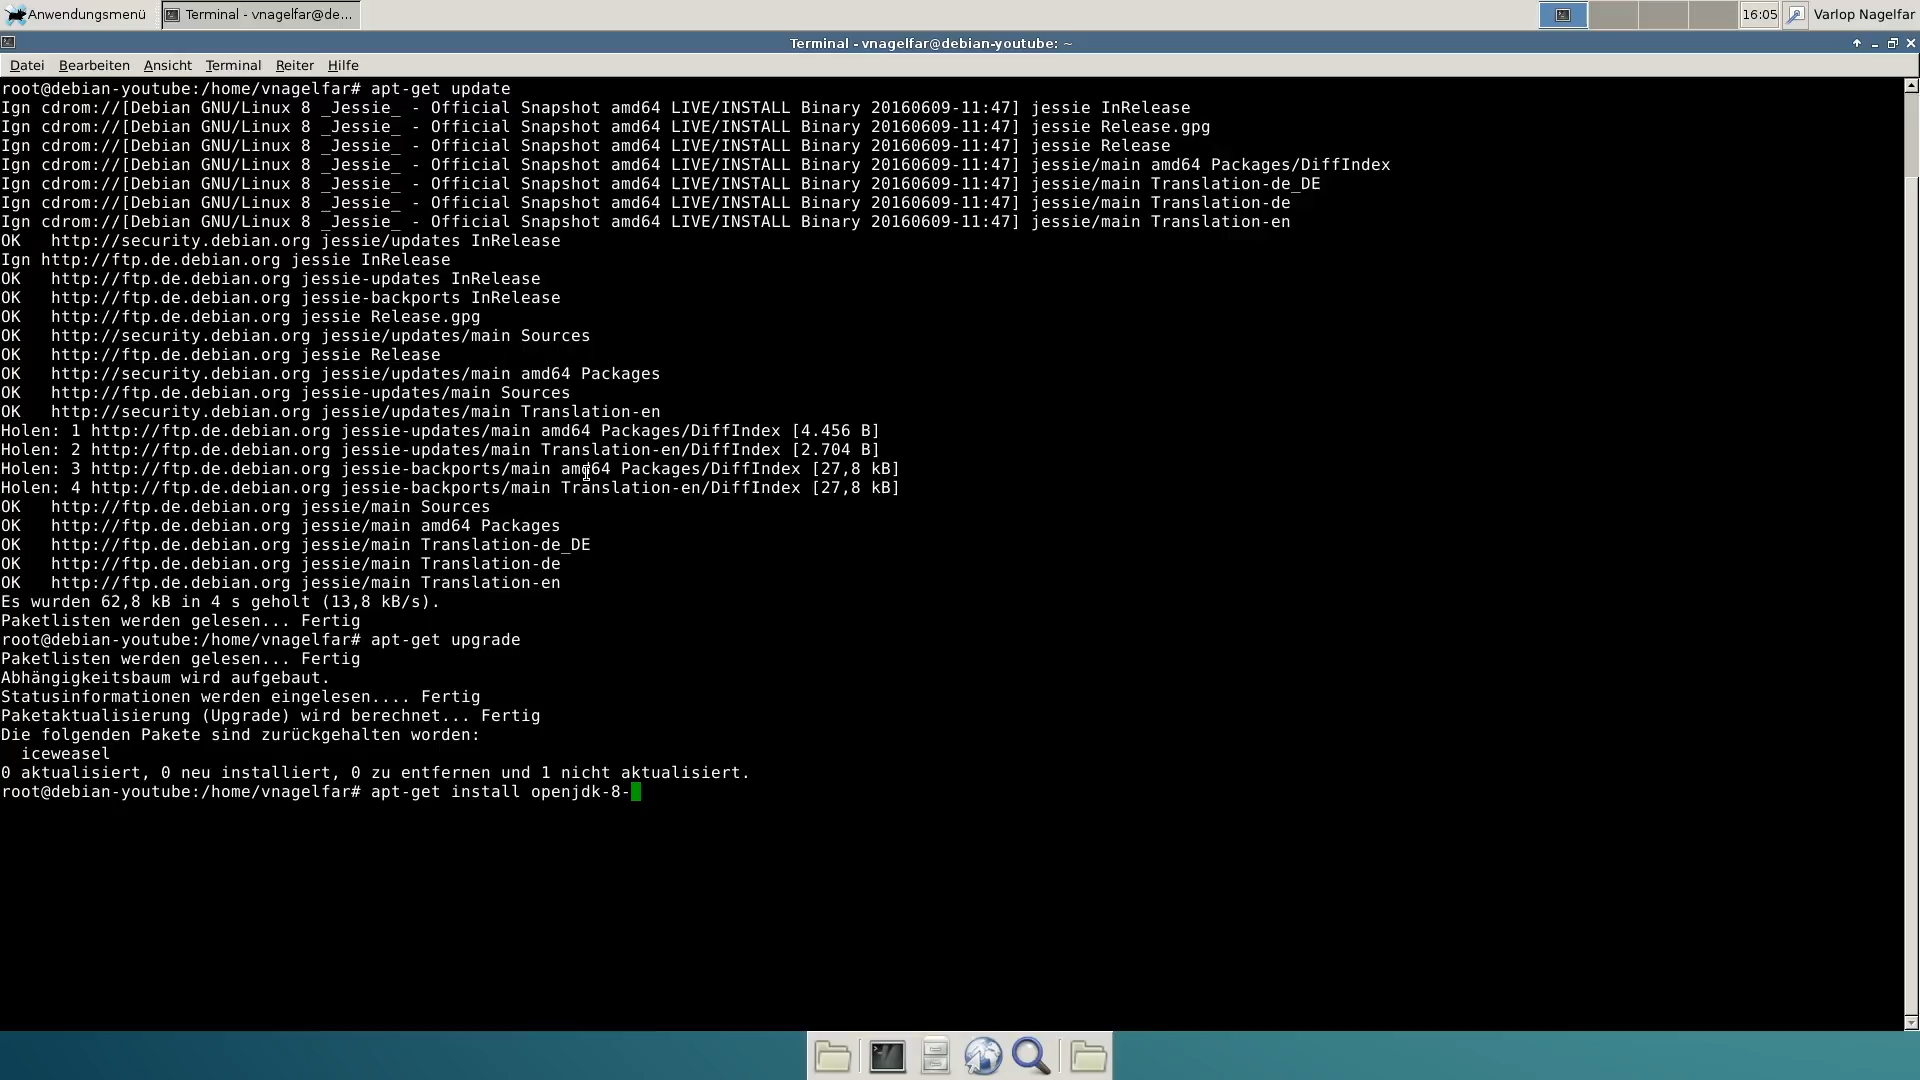 Anwendungsmenü
Terminal - vnagelfar@de...
16:05
Varlop Nagelfar
Terminal - vnagelfar@debian-youtube: ~
Datei Bearbeiten Ansicht Terminal Reiter Hilfe
root@debian-youtube:/home/vnagelfar# apt-get update
Ign cdrom://[Debian GNU/Linux 8 _Jessie_ - Official Snapshot amd64 LIVE/INSTALL Binary 20160609-11:47] jessie InRelease
Ign cdrom://[Debian GNU/Linux 8 _Jessie_ - Official Snapshot amd64 LIVE/INSTALL Binary 20160609-11:47] jessie Release.gpg
Ign cdrom://[Debian GNU/Linux 8 _Jessie_ - Official Snapshot amd64 LIVE/INSTALL Binary 20160609-11:47] jessie Release
Ign cdrom://[Debian GNU/Linux 8 _Jessie_ - Official Snapshot amd64 LIVE/INSTALL Binary 20160609-11:47] jessie/main amd64 Packages/DiffIndex
Ign cdrom://[Debian GNU/Linux 8 _Jessie_ - Official Snapshot amd64 LIVE/INSTALL Binary 20160609-11:47] jessie/main Translation-de_DE
Ign cdrom://[Debian GNU/Linux 8 _Jessie_ - Official Snapshot amd64 LIVE/INSTALL Binary 20160609-11:47] jessie/main Translation-de
Ign cdrom://[Debian GNU/Linux 8 _Jessie_ - Official Snapshot amd64 LIVE/INSTALL Binary 20160609-11:47] jessie/main Translation-en
OK   http://security.debian.org jessie/updates InRelease
Ign http://ftp.de.debian.org jessie InRelease
OK   http://ftp.de.debian.org jessie-updates InRelease
OK   http://ftp.de.debian.org jessie-backports InRelease
OK   http://ftp.de.debian.org jessie Release.gpg
OK   http://security.debian.org jessie/updates/main Sources
OK   http://ftp.de.debian.org jessie Release
OK   http://security.debian.org jessie/updates/main amd64 Packages
OK   http://ftp.de.debian.org jessie-updates/main Sources
OK   http://security.debian.org jessie/updates/main Translation-en
Holen: 1 http://ftp.de.debian.org jessie-updates/main amd64 Packages/DiffIndex [4.456 B]
Holen: 2 http://ftp.de.debian.org jessie-updates/main Translation-en/DiffIndex [2.704 B]
Holen: 3 http://ftp.de.debian.org jessie-backports/main amd64 Packages/DiffIndex [27,8 kB]
Holen: 4 http://ftp.de.debian.org jessie-backports/main Translation-en/DiffIndex [27,8 kB]
OK   http://ftp.de.debian.org jessie/main Sources
OK   http://ftp.de.debian.org jessie/main amd64 Packages
OK   http://ftp.de.debian.org jessie/main Translation-de_DE
OK   http://ftp.de.debian.org jessie/main Translation-de
OK   http://ftp.de.debian.org jessie/main Translation-en
Es wurden 62,8 kB in 4 s geholt (13,8 kB/s).
Paketlisten werden gelesen... Fertig
root@debian-youtube:/home/vnagelfar# apt-get upgrade
Paketlisten werden gelesen... Fertig
Abhängigkeitsbaum wird aufgebaut.
Statusinformationen werden eingelesen.... Fertig
Paketaktualisierung (Upgrade) wird berechnet... Fertig
Die folgenden Pakete sind zurückgehalten worden:
  iceweasel
0 aktualisiert, 0 neu installiert, 0 zu entfernen und 1 nicht aktualisiert.
root@debian-youtube:/home/vnagelfar# apt-get install openjdk-8-